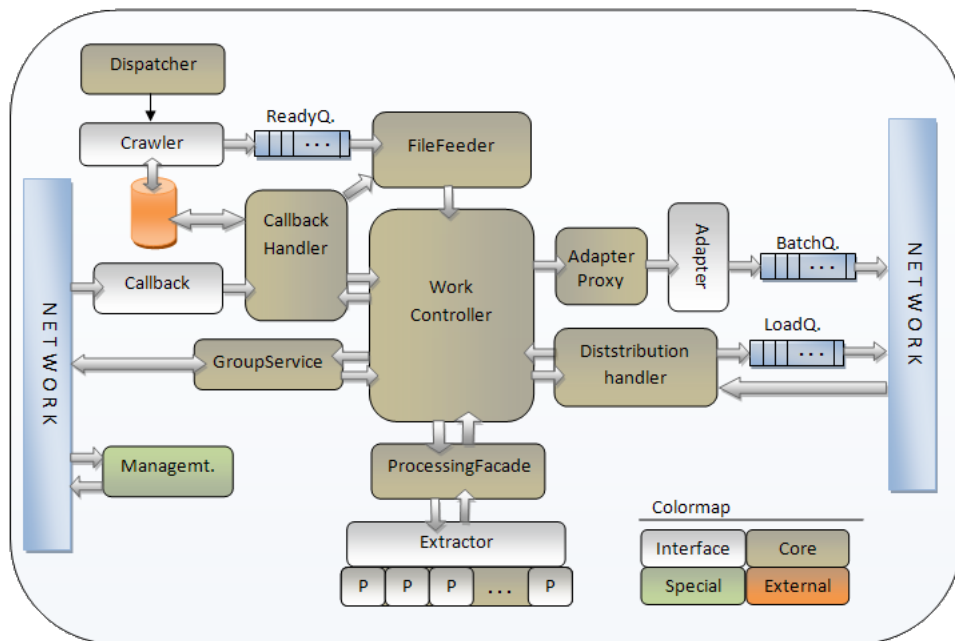 Dispatcher
ReadyQ.
Crawler
...
FileFeeder
Callback
Handler
Adapter
BatchQ.
...
Adapter
Proxy
Callback
Work
Controller
NETWORK
NETWORK
LoadQ.
...
GroupService
Diststribution
handler
Managemt.
ProcessingFacade
Colormap
Extractor
Interface
Core
P P P ... P
Special
External